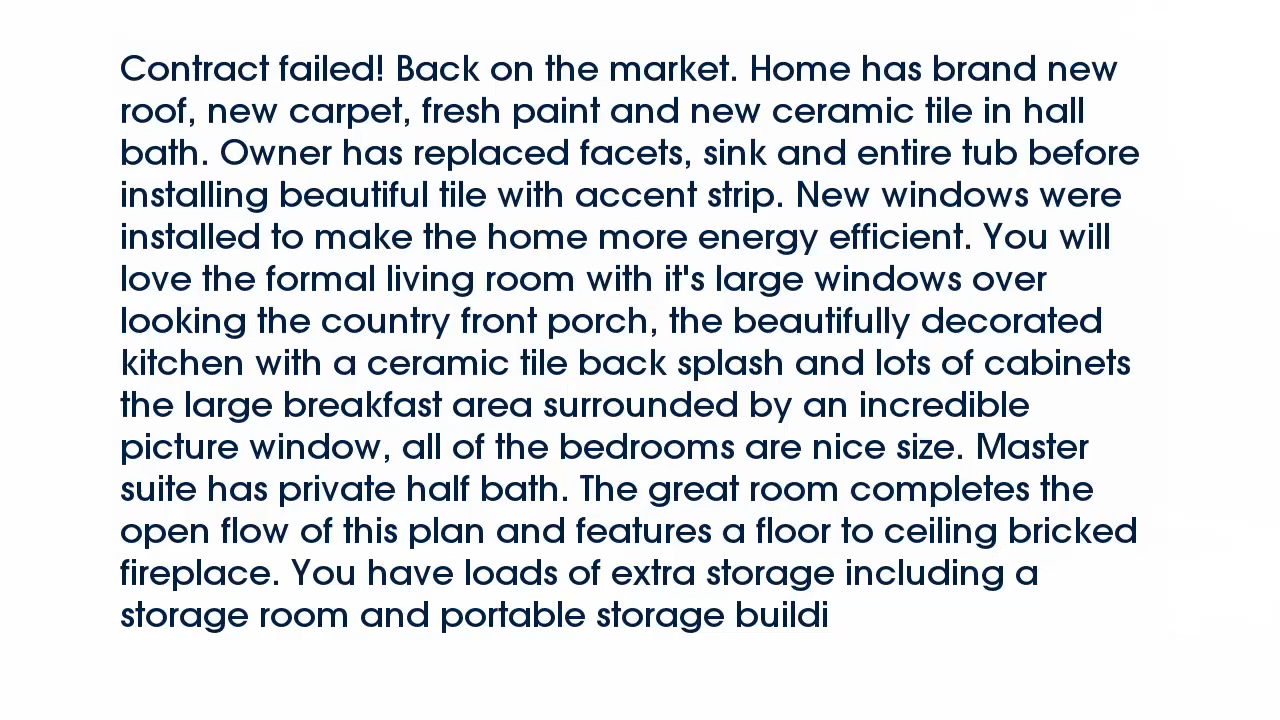 Contract failed! Back on the market. Home has brand new
roof, new carpet, fresh paint and new ceramic tile in hall
bath. Owner has replaced facets, sink and entire tub before
installing beautiful tile with accent strip. New windows were
installed to make the home more energy efficient. You will
love the formal living room with it's large windows over
looking the country front porch, the beautifully decorated
kitchen with a ceramic tile back splash and lots of cabinets
the large breakfast area surrounded by an incredible
picture window, all of the bedrooms are nice size. Master
suite has private half bath. The great room completes the
open flow of this plan and features a floor to ceiling bricked
fireplace. You have loads of extra storage including a
storage room and portable storage buildi